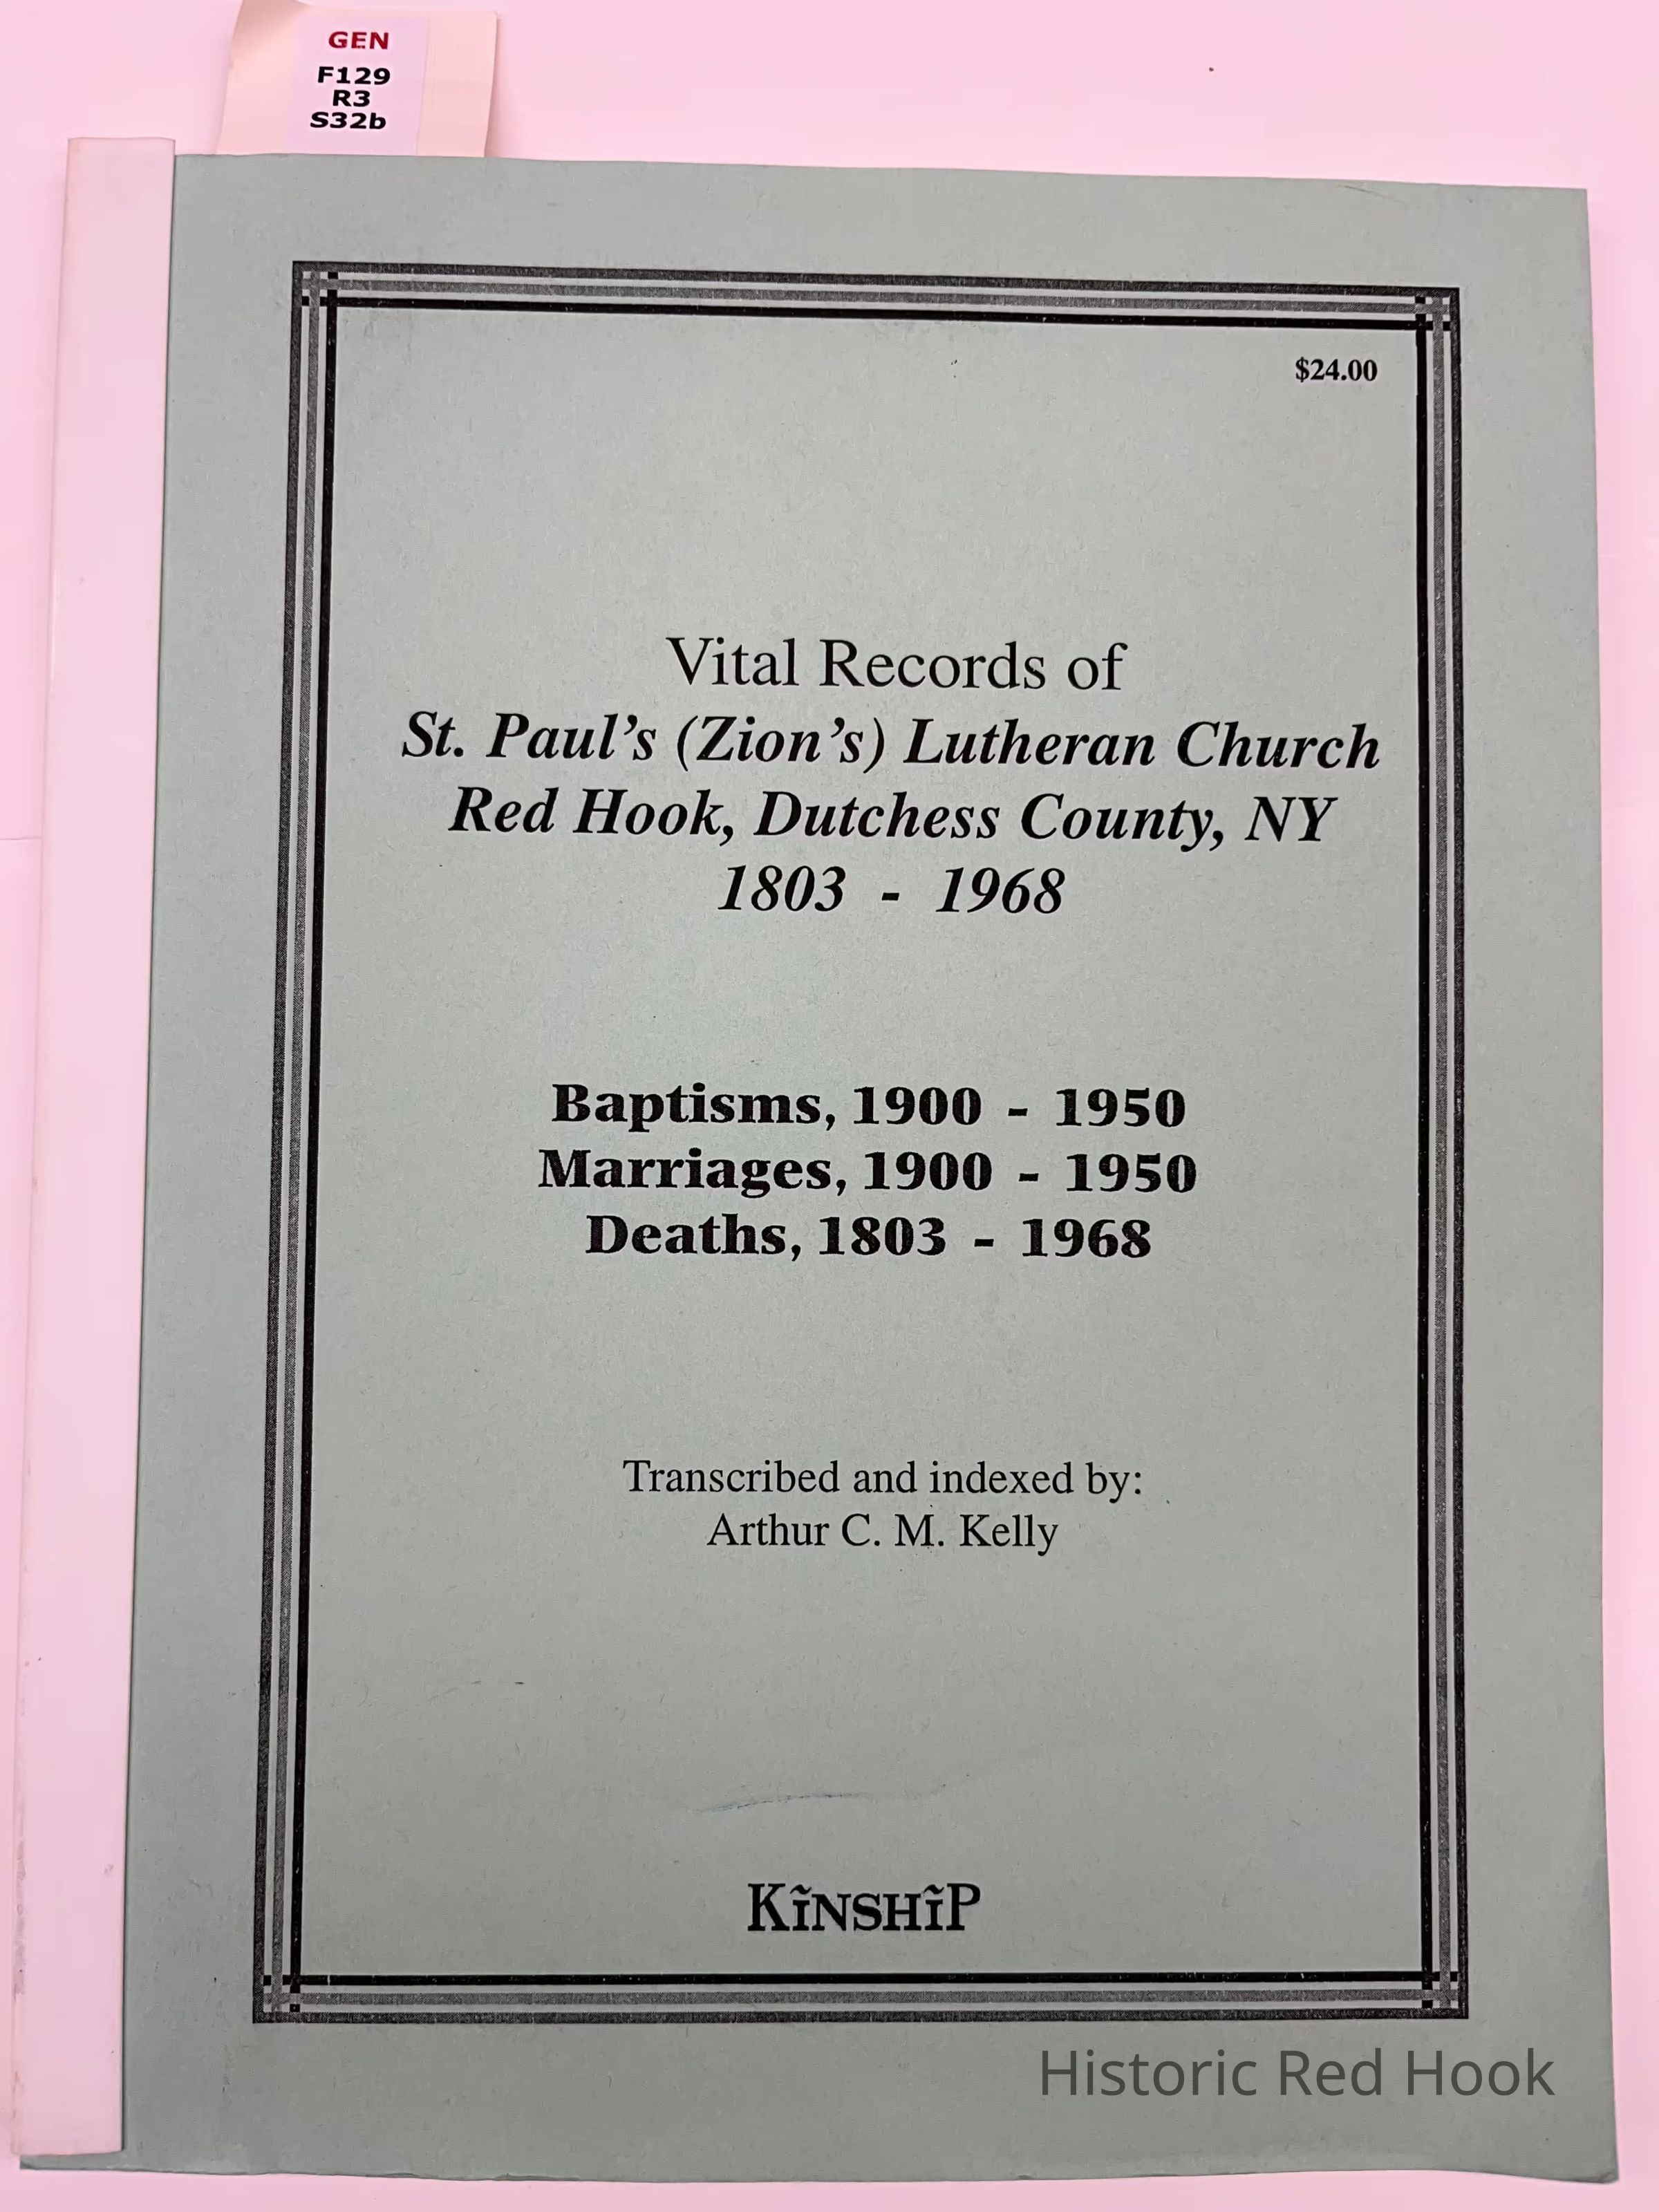 GEN
F129
R3
S32b
$24.00
Vital Records of
St. Paul's (Zion's) Lutheran Church
Red Hook, Dutchess County, NY
1803 - 1968
Baptisms, 1900 - 1950
Marriages, 1900 - 1950
Deaths, 1803 - 1968
Transcribed and indexed by:
Arthur C. M. Kelly
KĩNSHĩP
Historic Red Hook